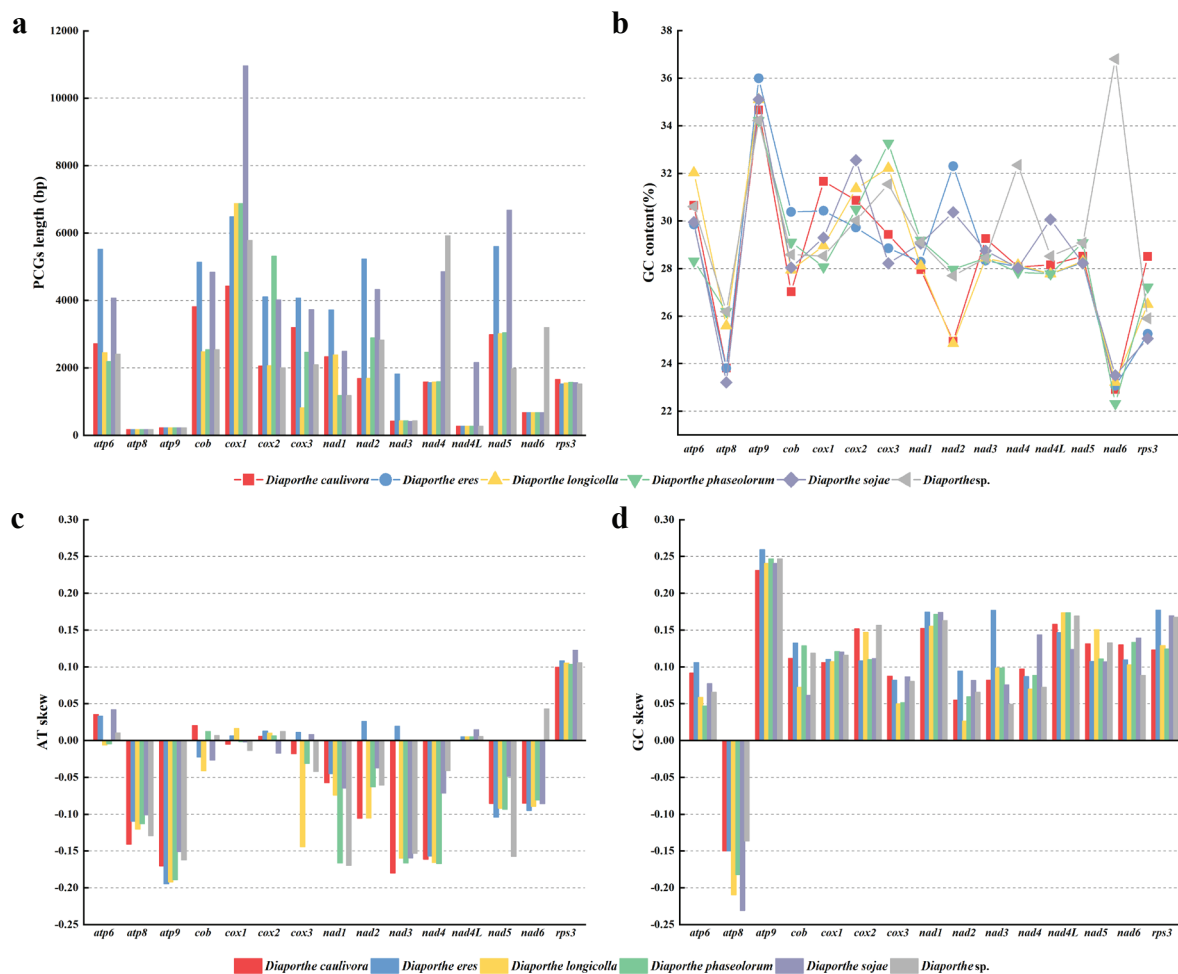 a
PCGs length (bp)
12000
10000
8000
6000
4000
2000
0
atp6 atp8 atp9 cob cox1 cox2 cox3 nad1 nad2 nad3 nad4 nad4L nad5 nad6 rps3
b
GC content(%)
38
36
34
32
30
28
26
24
22
atp6 atp8 atp9 cob cox1 cox2 cox3 nad1 nad2 nad3 nad4 nad4L nad5 nad6 rps3
Diaporthe caulivora Diaporthe eres Diaporthe longicolla Diaporthe phaseolorum Diaporthe sojae Diaporthe sp.
c
AT skew
0.30
0.25
0.20
0.15
0.10
0.05
0.00
-0.05
-0.10
-0.15
-0.20
-0.25
atp6 atp8 atp9 cob cox1 cox2 cox3 nad1 nad2 nad3 nad4 nad4L nad5 nad6 rps3
d
GC skew
0.30
0.25
0.20
0.15
0.10
0.05
0.00
-0.05
-0.10
-0.15
-0.20
-0.25
atp6 atp8 atp9 cob cox1 cox2 cox3 nad1 nad2 nad3 nad4 nad4L nad5 nad6 rps3
Diaporthe caulivora Diaporthe eres Diaporthe longicolla Diaporthe phaseolorum Diaporthe sojae Diaporthe sp.